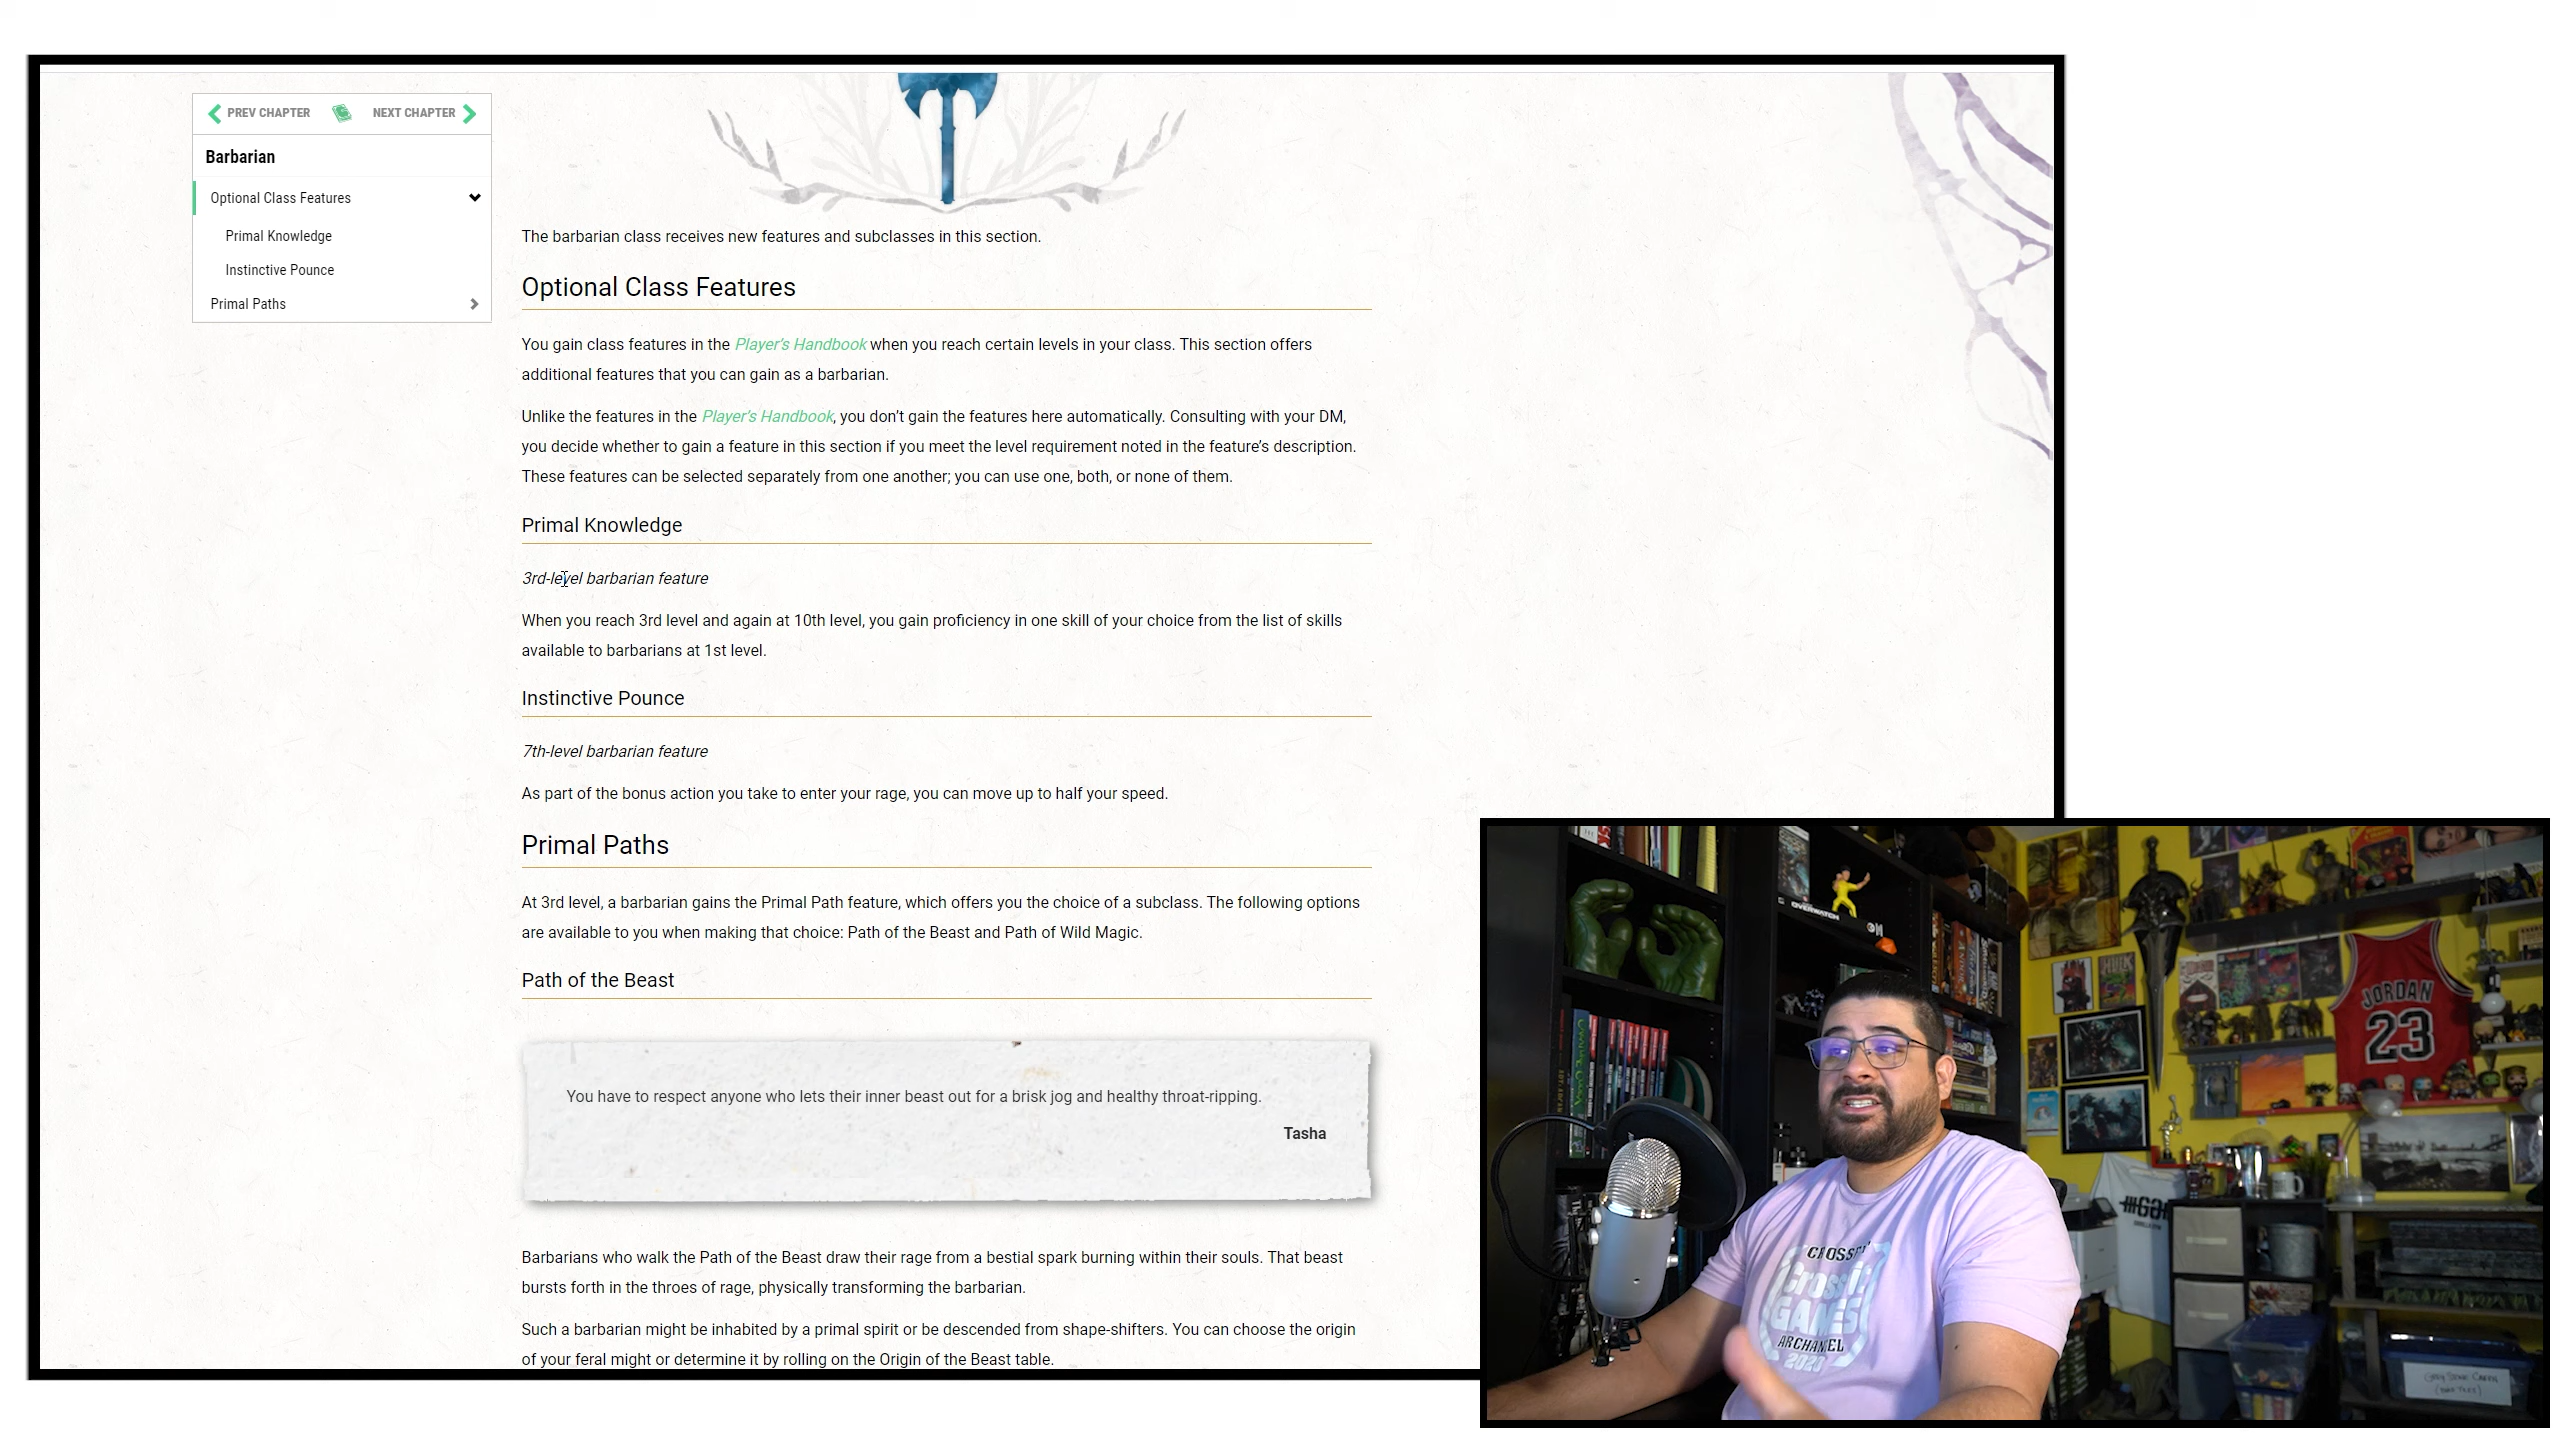 PREV CHAPTER NEXT CHAPTER
Barbarian
Optional Class Features
Primal Knowledge
Instinctive Pounce
Primal Paths
The barbarian class receives new features and subclasses in this section.
Optional Class Features
You gain class features in the Player's Handbook when you reach certain levels in your class. This section offers
additional features that you can gain as a barbarian.
Unlike the features in the Player's Handbook, you don't gain the features here automatically. Consulting with your DM,
you decide whether to gain a feature in this section if you meet the level requirement noted in the feature's description.
These features can be selected separately from one another; you can use one, both, or none of them.
Primal Knowledge
3rd-level barbarian feature
When you reach 3rd level and again at 10th level, you gain proficiency in one skill of your choice from the list of skills
available to barbarians at 1st level.
Instinctive Pounce
7th-level barbarian feature
As part of the bonus action you take to enter your rage, you can move up to half your speed.
Primal Paths
At 3rd level, a barbarian gains the Primal Path feature, which offers you the choice of a subclass. The following options
are available to you when making that choice: Path of the Beast and Path of Wild Magic.
Path of the Beast
You have to respect anyone who lets their inner beast out for a brisk jog and healthy throat-ripping.
Tasha
Barbarians who walk the Path of the Beast draw their rage from a bestial spark burning within their souls. That beast
bursts forth in the throes of rage, physically transforming the barbarian.
Such a barbarian might be inhabited by a primal spirit or be descended from shape-shifters. You can choose the origin
of your feral might or determine it by rolling on the Origin of the Beast table.
OVERWATCH
HULK
JORDAN
23
CrossFit
GAMES
2023